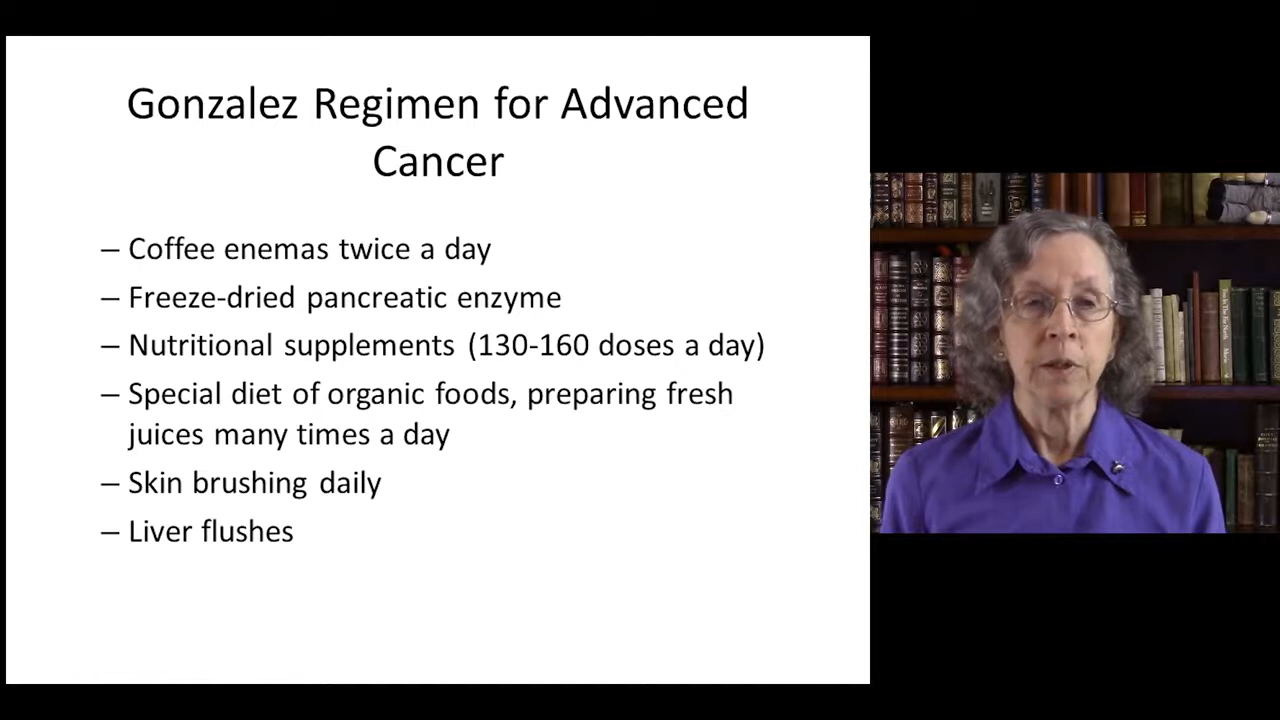 Gonzalez Regimen for Advanced
Cancer
– Coffee enemas twice a day
– Freeze-dried pancreatic enzyme
– Nutritional supplements (130-160 doses a day)
– Special diet of organic foods, preparing fresh
juices many times a day
– Skin brushing daily
– Liver flushes